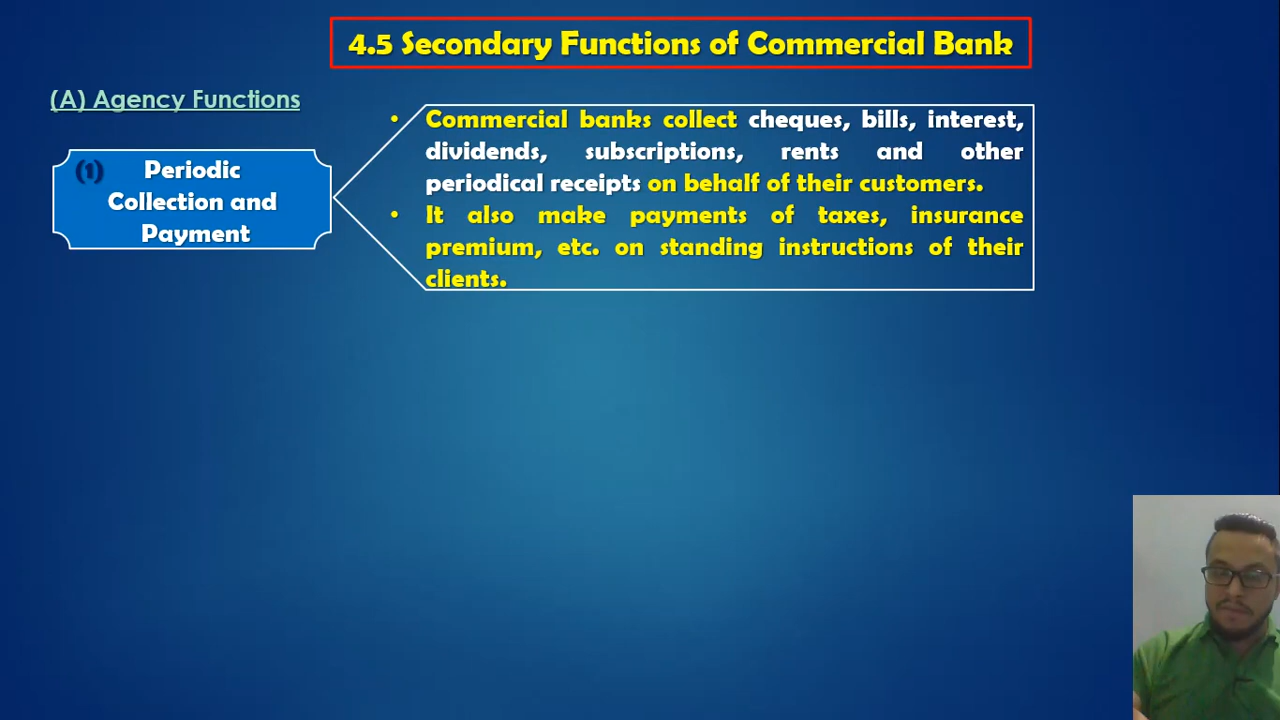 4.5 Secondary Functions of Commercial Bank
(A) Agency Functions
(1) Periodic
Collection and
Payment
• Commercial banks collect cheques, bills, interest,
dividends, subscriptions, rents and other
periodical receipts on behalf of their customers.
• It also make payments of taxes, insurance
premium, etc. on standing instructions of their
clients.